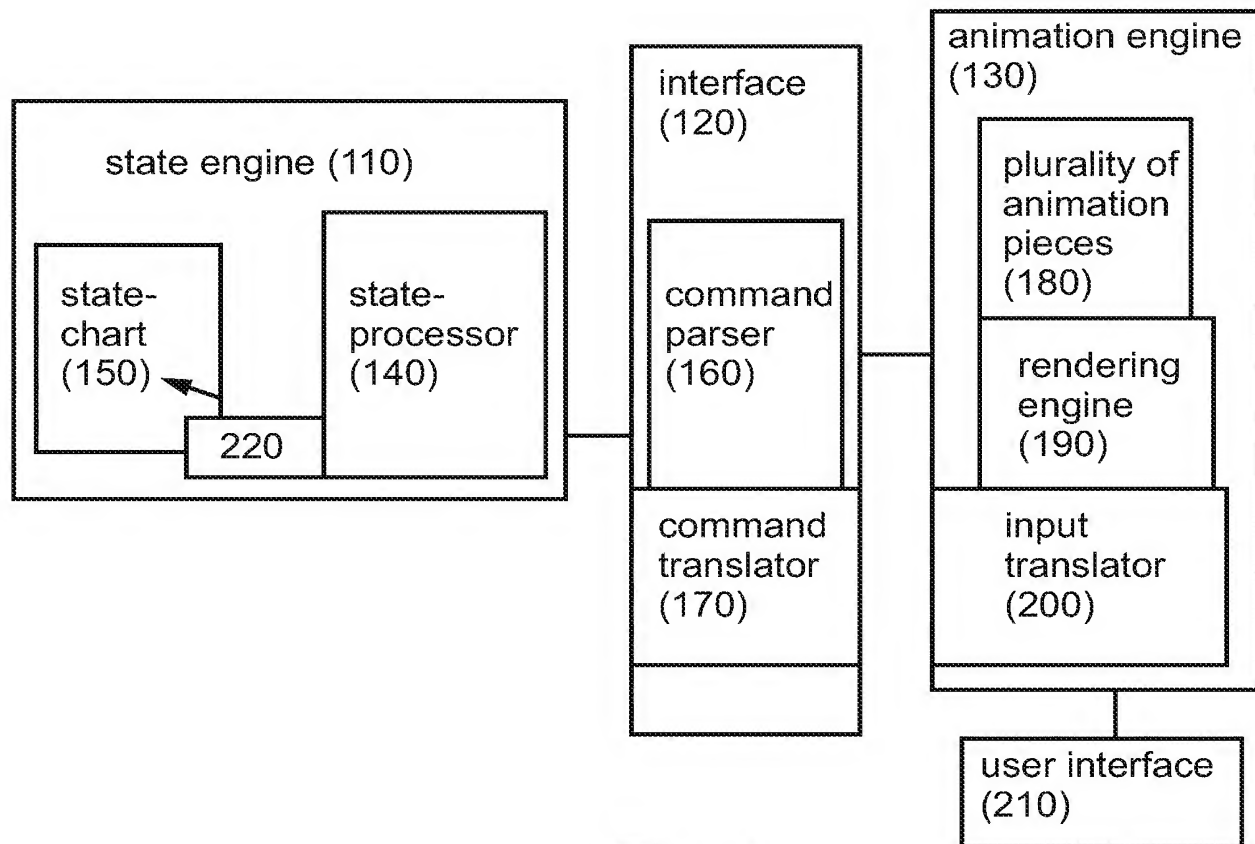 state engine (110)
state-
chart
(150)
220
state-
processor
(140)
interface
(120)
command
parser
(160)
command
translator
(170)
animation engine
(130)
plurality of
animation
pieces
(180)
rendering
engine
(190)
input
translator
(200)
user interface
(210)